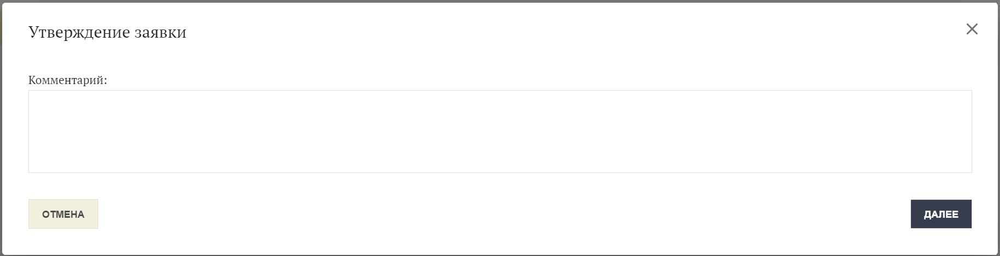 Утверждение заявки
Комментарий:
ОТМЕНА
ДАЛЕЕ